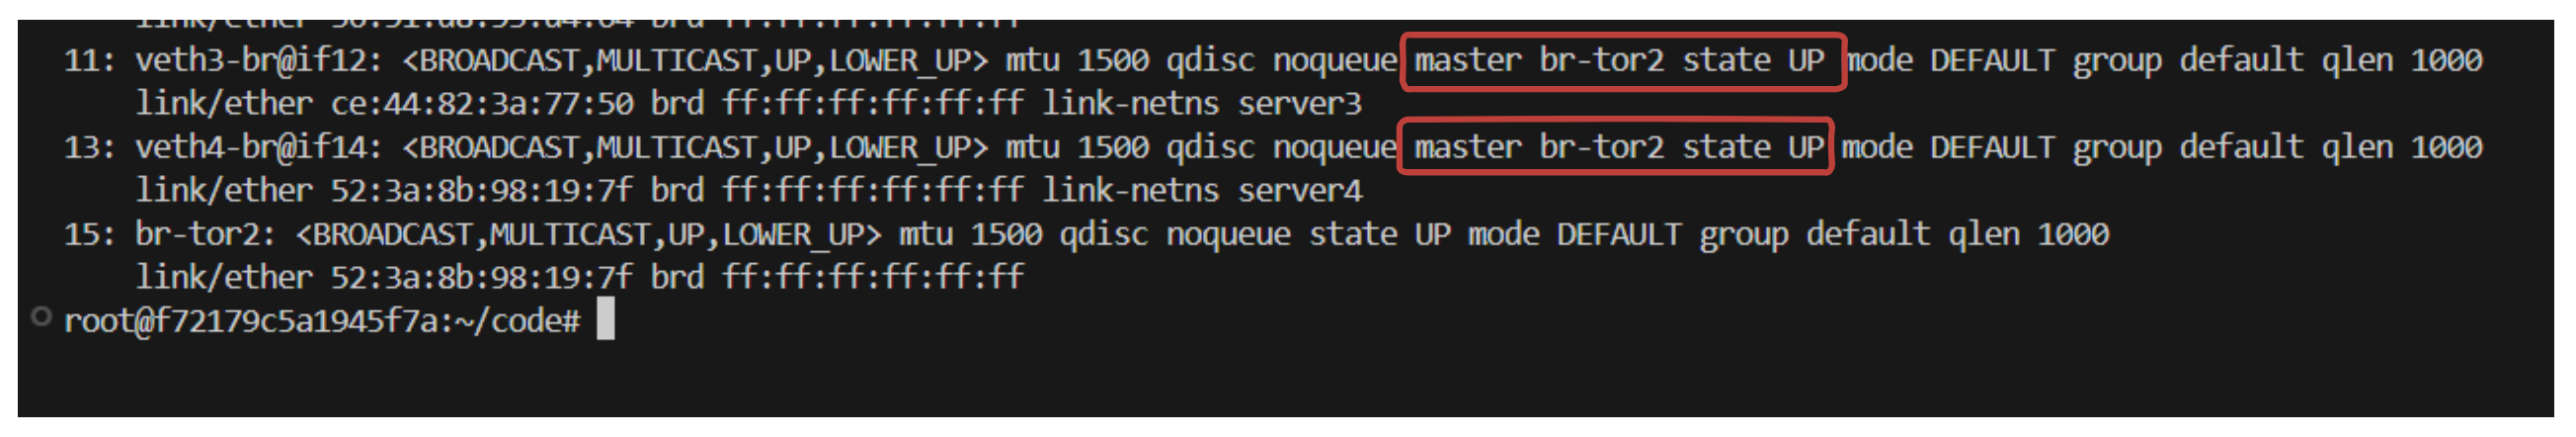 11: veth3-br@if12: <BROADCAST,MULTICAST,UP,LOWER_UP> mtu 1500 qdisc noqueue master br-tor2 state UP mode DEFAULT group default qlen 1000
link/ether ce:44:82:3a:77:50 brd ff:ff:ff:ff:ff:ff link-netns server3
13: veth4-br@if14: <BROADCAST,MULTICAST,UP,LOWER_UP> mtu 1500 qdisc noqueue master br-tor2 state UP mode DEFAULT group default qlen 1000
link/ether 52:3a:8b:98:19:7f brd ff:ff:ff:ff:ff:ff link-netns server4
15: br-tor2: <BROADCAST,MULTICAST,UP,LOWER_UP> mtu 1500 qdisc noqueue state UP mode DEFAULT group default qlen 1000
link/ether 52:3a:8b:98:19:7f brd ff:ff:ff:ff:ff:ff
root@f72179c5a1945f7a:~/code#